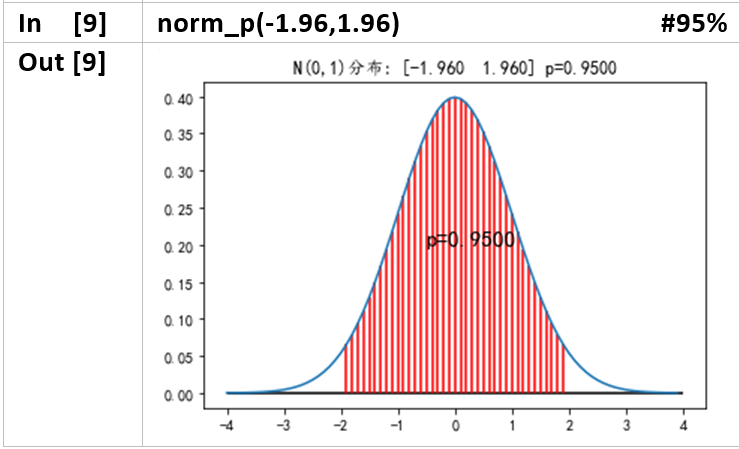 In [9]
norm_p(-1.96,1.96) #95%
Out [9]
N(0,1)分布: [-1.960 1.960] p=0.9500
0.40
0.35
0.30
0.25
0.20
0.15
0.10
0.05
0.00
p=0.9500
-4 -3 -2 -1 0 1 2 3 4